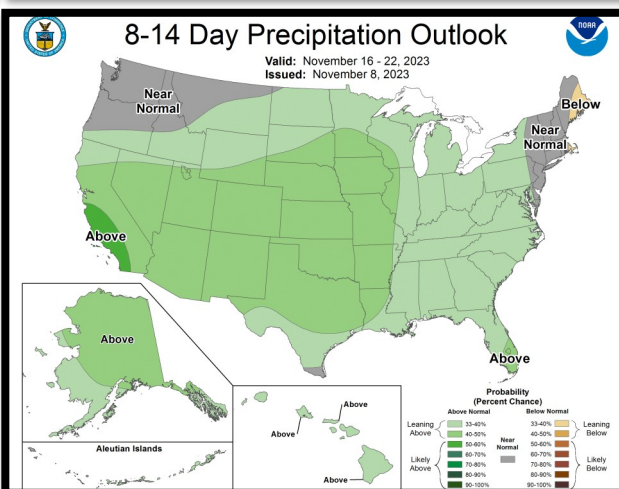 8-14 Day Precipitation Outlook
NOAA
Valid: November 16 - 22, 2023
Issued: November 8, 2023
Near
Normal
Below
Near
Normal
Above
Above
Above
Above
Above
Above
Aleutian Islands
Probability
(Percent Chance)
Above Normal Below Normal
Leaning
Above
33-40%
40-50%
Likely
Above
50-60%
60-70%
70-80%
80-90%
90-100%
Near
Normal
33-40%
40-50%
Leaning
Below
50-60%
60-70%
70-80%
80-90%
90-100%
Likely
Below